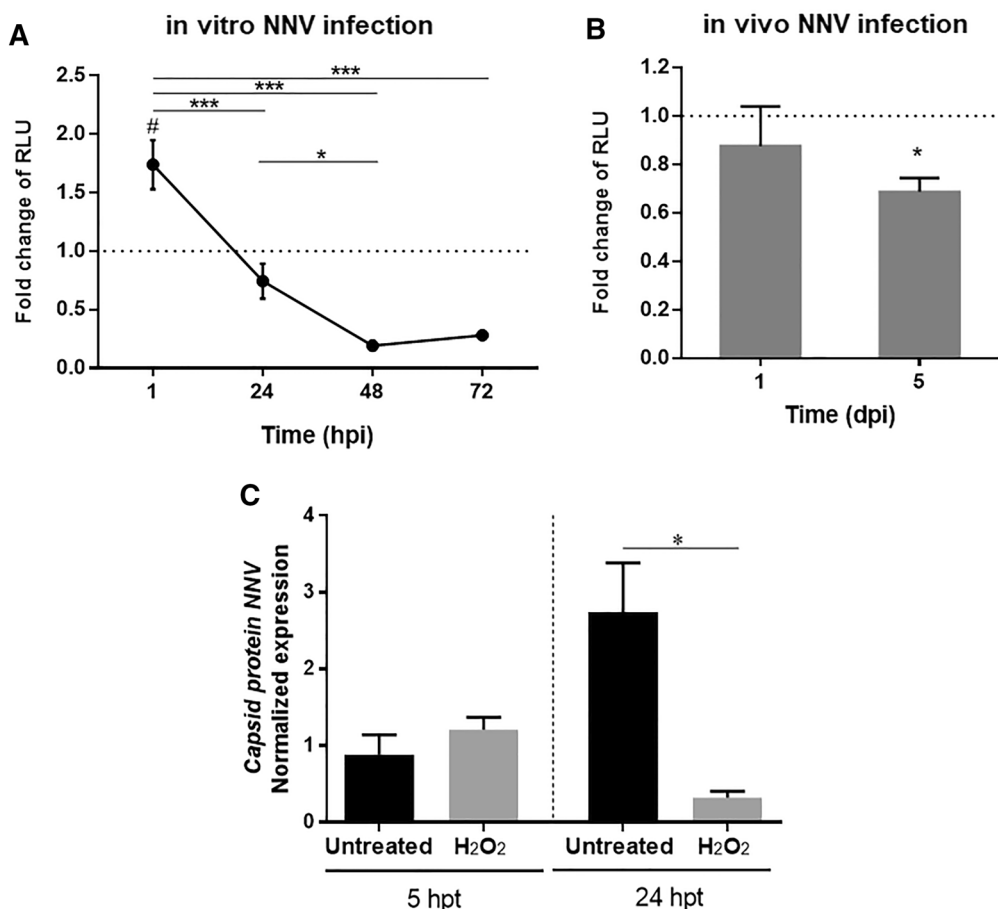 A
in vitro NNV infection
Fold change of RLU
2.5
2.0
1.5
1.0
0.5
0.0
***
***
***
#
*
1 24 48 72
Time (hpi)
B
in vivo NNV infection
Fold change of RLU
1.2
1.0
0.8
0.6
0.4
0.2
0.0
*
1 5
Time (dpi)
C
Capsid protein NNV
Normalized expression
4
3
2
1
0
*
Untreated H₂O₂ Untreated H₂O₂
5 hpt 24 hpt